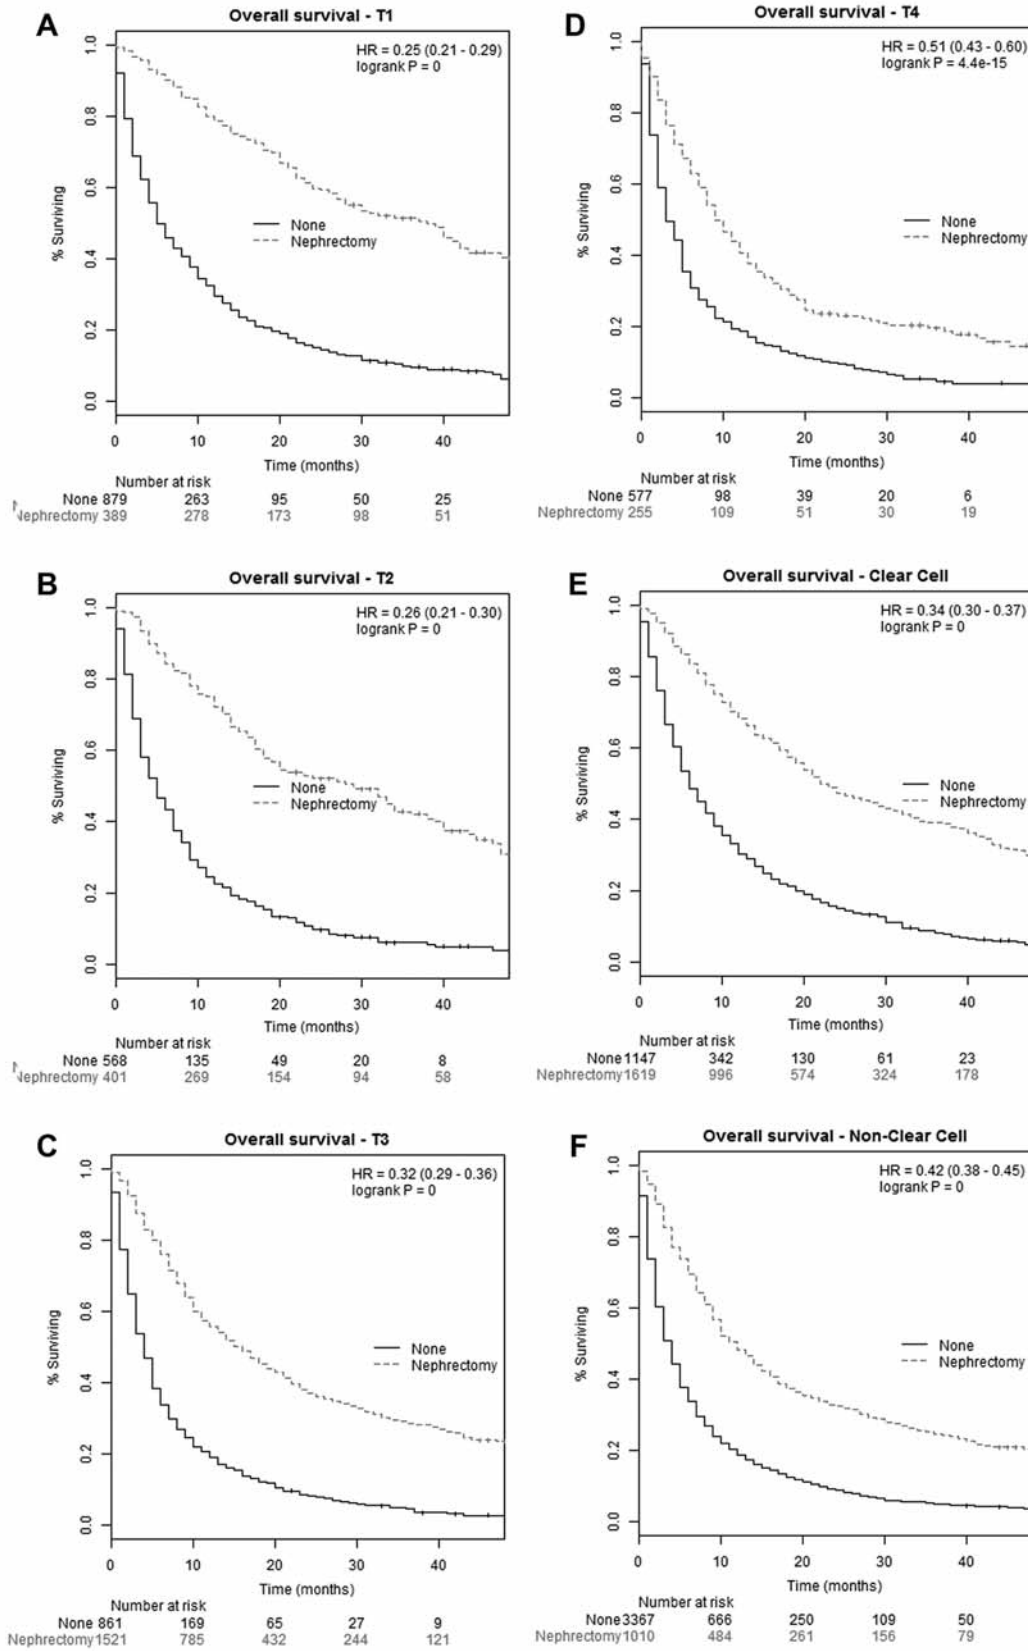 A
Overall survival - T1
HR = 0.25 (0.21 - 0.29)
logrank P = 0
% Surviving
1.0
0.8
0.6
0.4
0.2
0.0
None
Nephrectomy
0 10 20 30 40
Time (months)
Number at risk
None 879 263 95 50 25
Nephrectomy 389 278 173 98 51
B
Overall survival - T2
HR = 0.26 (0.21 - 0.30)
logrank P = 0
% Surviving
1.0
0.8
0.6
0.4
0.2
0.0
None
Nephrectomy
0 10 20 30 40
Time (months)
Number at risk
None 568 135 49 20 8
Nephrectomy 401 269 154 94 58
C
Overall survival - T3
HR = 0.32 (0.29 - 0.36)
logrank P = 0
% Surviving
1.0
0.8
0.6
0.4
0.2
0.0
None
Nephrectomy
0 10 20 30 40
Time (months)
Number at risk
None 861 169 65 27 9
Nephrectomy 1521 785 432 244 121
D
Overall survival - T4
HR = 0.51 (0.43 - 0.60)
logrank P = 4.4e-15
% Surviving
1.0
0.8
0.6
0.4
0.2
0.0
None
Nephrectomy
0 10 20 30 40
Time (months)
Number at risk
None 577 98 39 20 6
Nephrectomy 255 109 51 30 19
E
Overall survival - Clear Cell
HR = 0.34 (0.30 - 0.37)
logrank P = 0
% Surviving
1.0
0.8
0.6
0.4
0.2
0.0
None
Nephrectomy
0 10 20 30 40
Time (months)
Number at risk
None 1147 342 130 61 23
Nephrectomy 1619 996 574 324 178
F
Overall survival - Non-Clear Cell
HR = 0.42 (0.38 - 0.45)
logrank P = 0
% Surviving
1.0
0.8
0.6
0.4
0.2
0.0
None
Nephrectomy
0 10 20 30 40
Time (months)
Number at risk
None 3367 666 250 109 50
Nephrectomy 1010 484 261 156 79